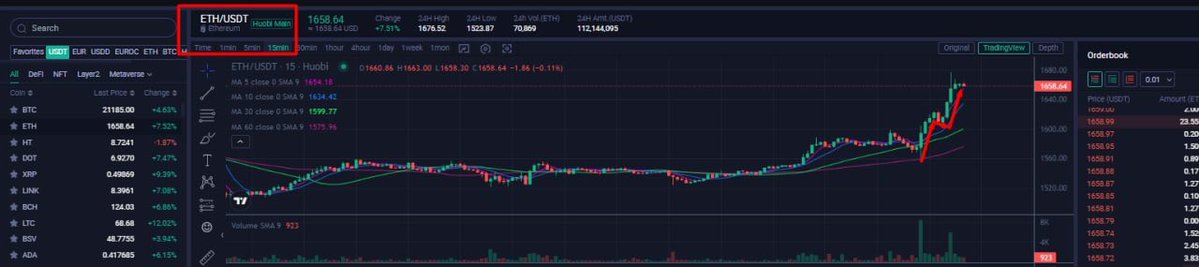 Search
Favorites USDT EUR USDD EUROC ETH BTC
All DeFi NFT Layer2 Metaverse
Coin Last Price Change
BTC 21185.00 +4.63%
ETH 1658.64 +7.52%
HT 8.7241 -1.87%
DOT 6.9270 +7.47%
XRP 0.49869 +9.39%
LINK 8.3961 +7.08%
BCH 124.03 +6.86%
LTC 68.68 +12.02%
BSV 48.7755 +3.94%
ADA 0.417685 +6.15%
ETH/USDT
Ethereum
Huobi Main
1658.64
≈ 1658.64 USD
Change
+7.51%
24H High
1676.52
24H Low
1523.87
24h Vol.(ETH)
70,869
24H Amt.(USDT)
112,144,095
Time 1min 5min 15min 30min 1hour 4hour 1day 1week 1mon
Original TradingView Depth
ETH/USDT · 15 · Huobi O1660.86 H1663.00 L1658.30 C1658.64 -1.86 (-0.11%)
MA 5 close 0 SMA 9 1654.18
MA 10 close 0 SMA 9 1634.42
MA 30 close 0 SMA 9 1599.77
MA 60 close 0 SMA 9 1575.96
1680.00
1658.64
1640.00
1600.00
1560.00
1520.00
Volume SMA 9 923
8K
4K
923
Orderbook
0.01
Price (USDT) Amount (ET
1659.00 2.00
1658.99 23.55
1658.97 0.50
1658.95 1.50
1658.91 0.89
1658.88 0.17
1658.85 1.27
1658.81 1.27
1658.79 0.00
1658.74 1.52
1658.73 2.45
1658.72 3.83